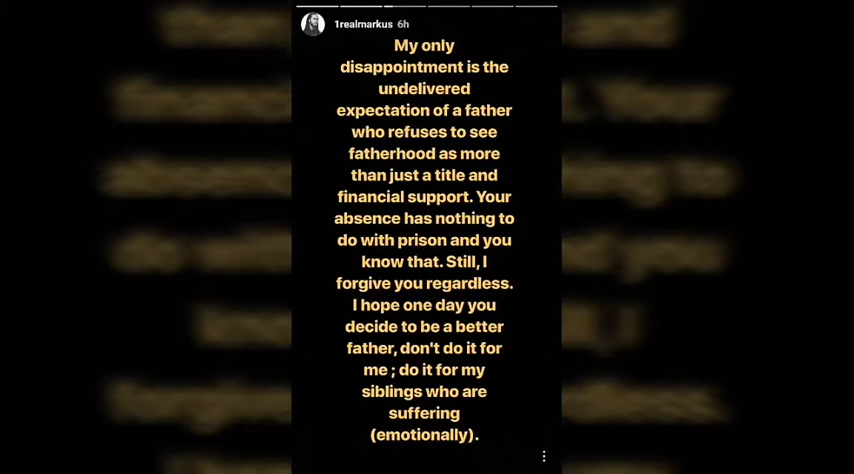 1realmarkus 6h
My only
disappointment is the
undelivered
expectation of a father
who refuses to see
fatherhood as more
than just a title and
financial support. Your
absence has nothing to
do with prison and you
know that. Still, I
forgive you regardless.
I hope one day you
decide to be a better
father, don't do it for
me ; do it for my
siblings who are
suffering
(emotionally).